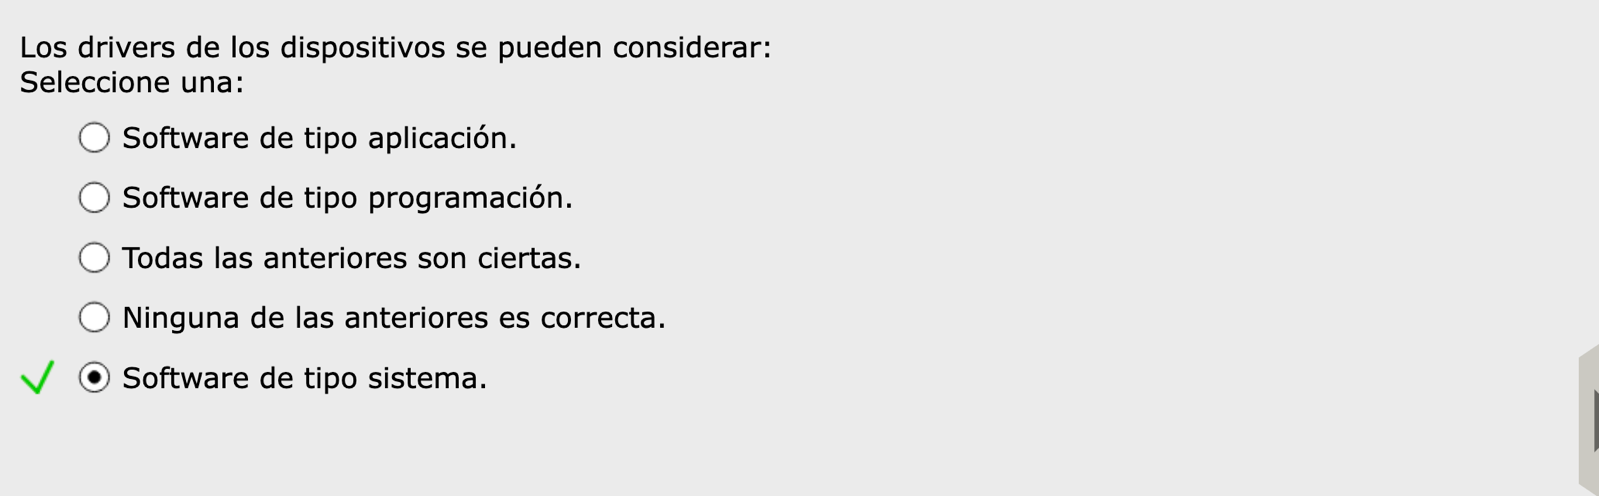 Los drivers de los dispositivos se pueden considerar:
Seleccione una:
Software de tipo aplicación.
Software de tipo programación.
Todas las anteriores son ciertas.
Ninguna de las anteriores es correcta.
Software de tipo sistema.